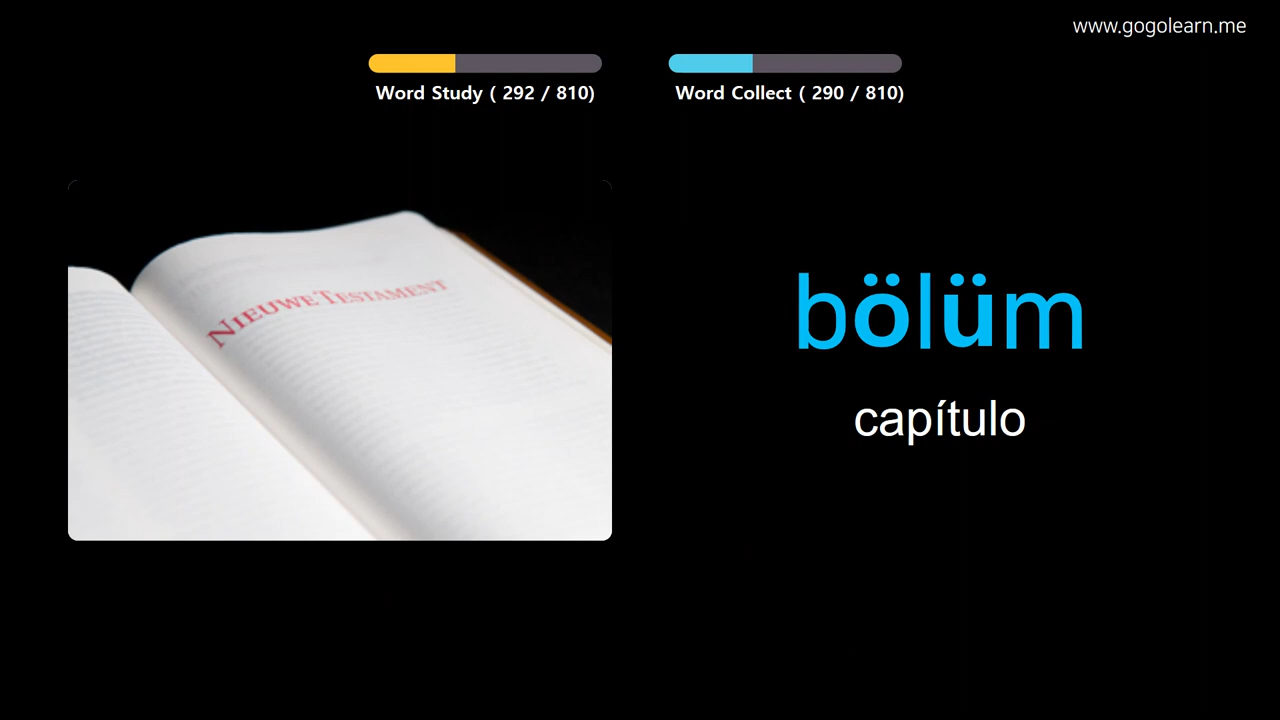 www.gogolearn.me
Word Study ( 292 / 810)
Word Collect ( 290 / 810)
NIEUWE TESTAMENT
bölüm
capítulo